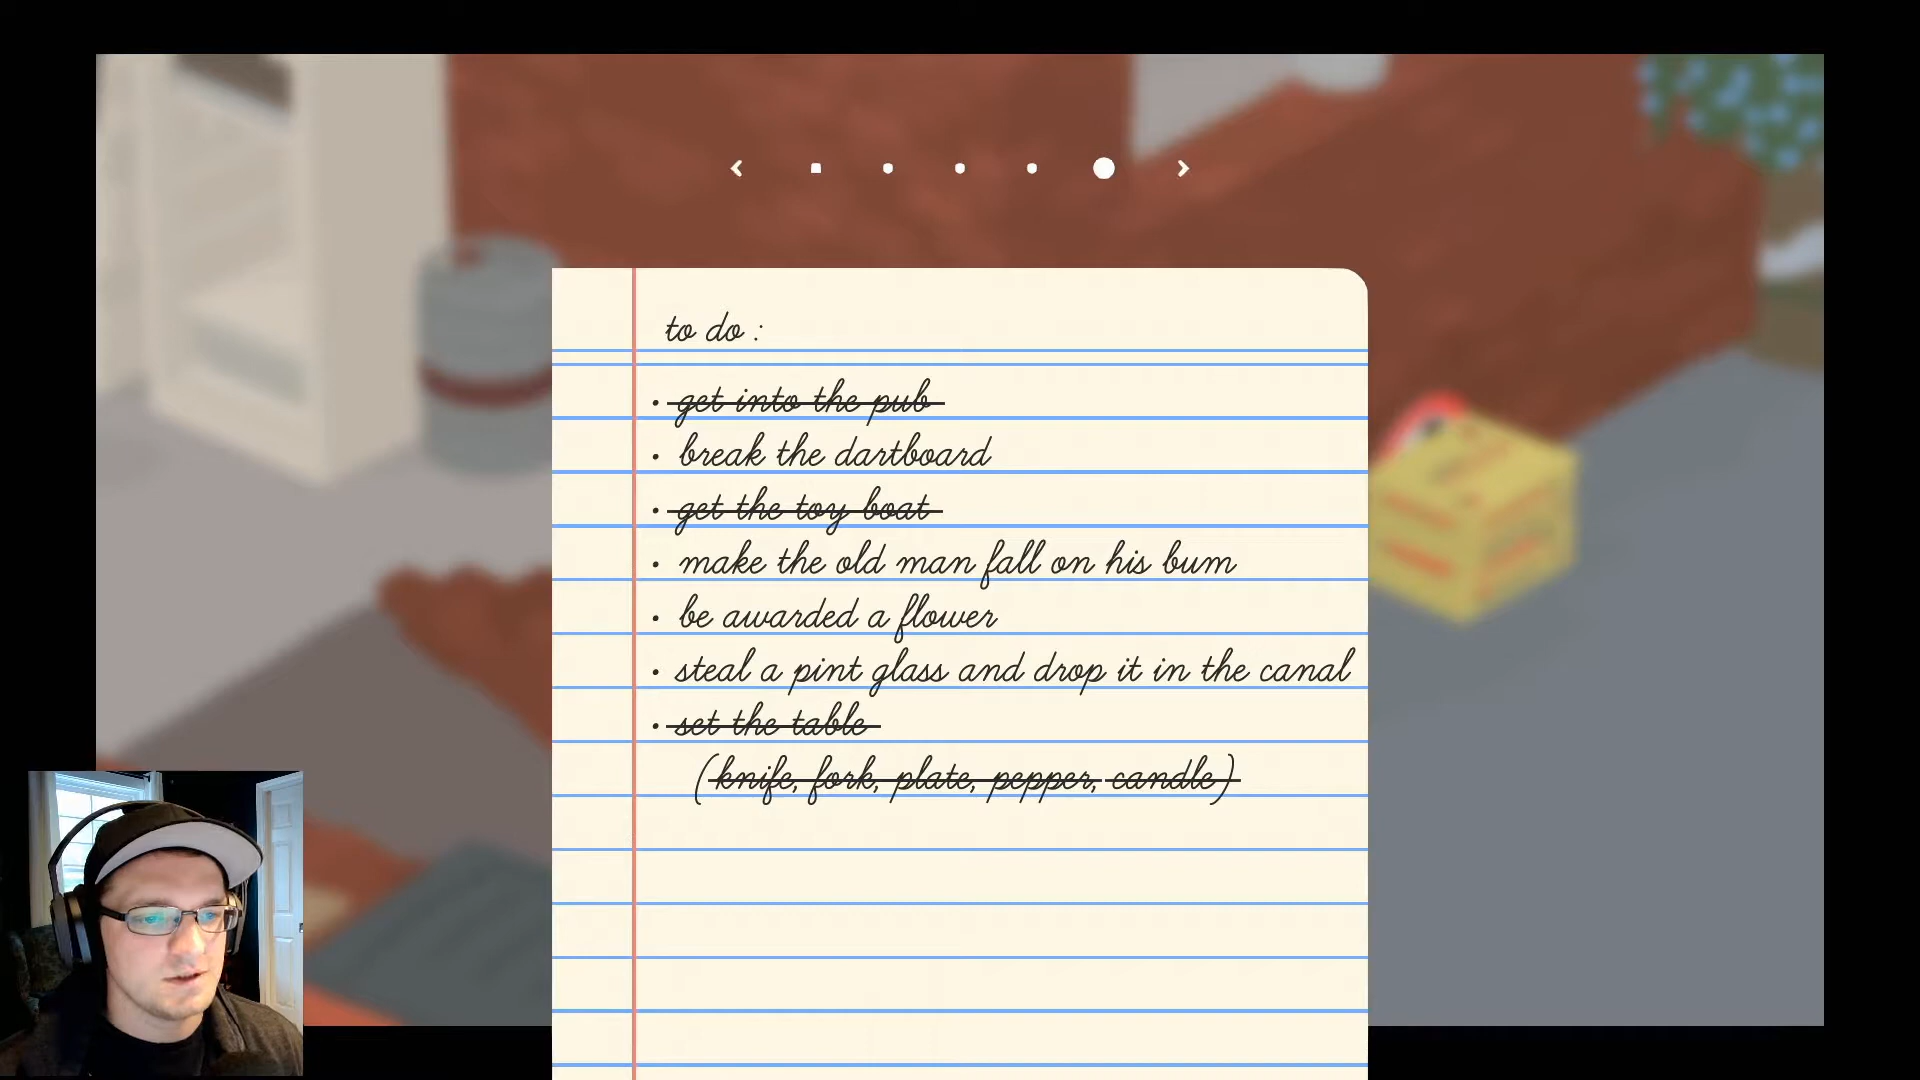 to do :
• get into the pub
• break the dartboard
• get the toy boat
• make the old man fall on his bum
• be awarded a flower
• steal a pint glass and drop it in the canal
• set the table
(knife, fork, plate, pepper, candle)